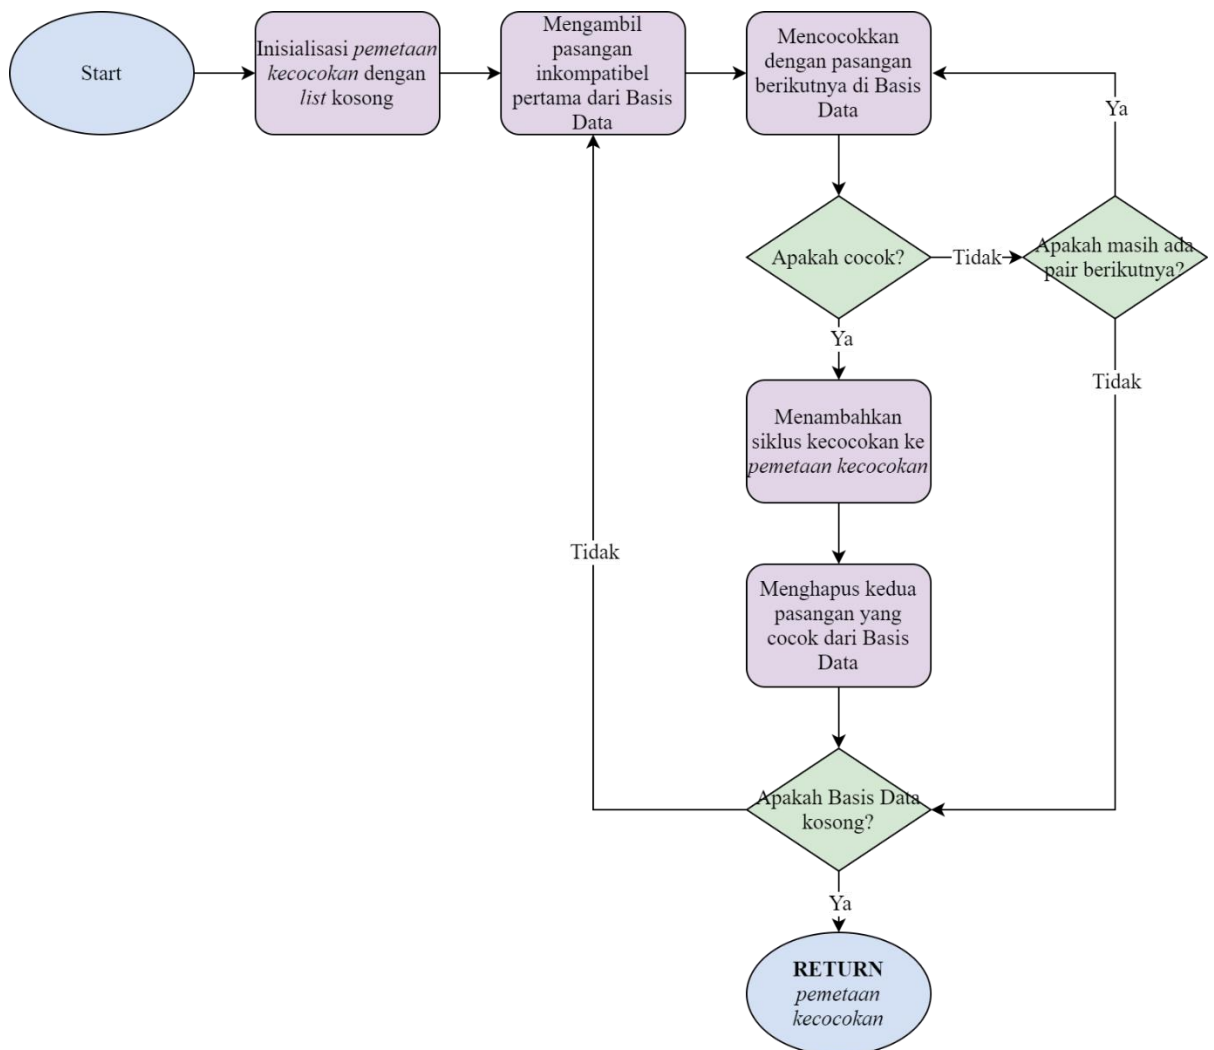 Start
Inisialisasi pemetaan
kecocokan dengan
list kosong
Mengambil
pasangan
inkompatibel
pertama dari Basis
Data
Mencocokkan
dengan pasangan
berikutnya di Basis
Data
Ya
Apakah cocok?
Tidak
Apakah masih ada
pair berikutnya?
Ya
Tidak
Menambahkan
siklus kecocokan ke
pemetaan kecocokan
Tidak
Menghapus kedua
pasangan yang
cocok dari Basis
Data
Apakah Basis Data
kosong?
Ya
RETURN
pemetaan
kecocokan